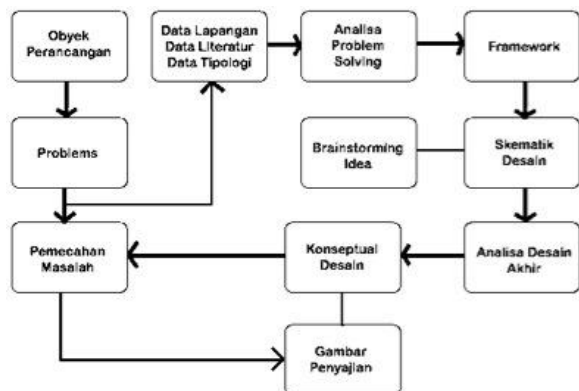 Obyek
Perancangan
Data Lapangan
Data Literatur
Data Tipologi
Analisa
Problem
Solving
Framework
Problems
Brainstorming
Idea
Skematik
Desain
Pemecahan
Masalah
Konseptual
Desain
Analisa Desain
Akhir
Gambar
Penyajian